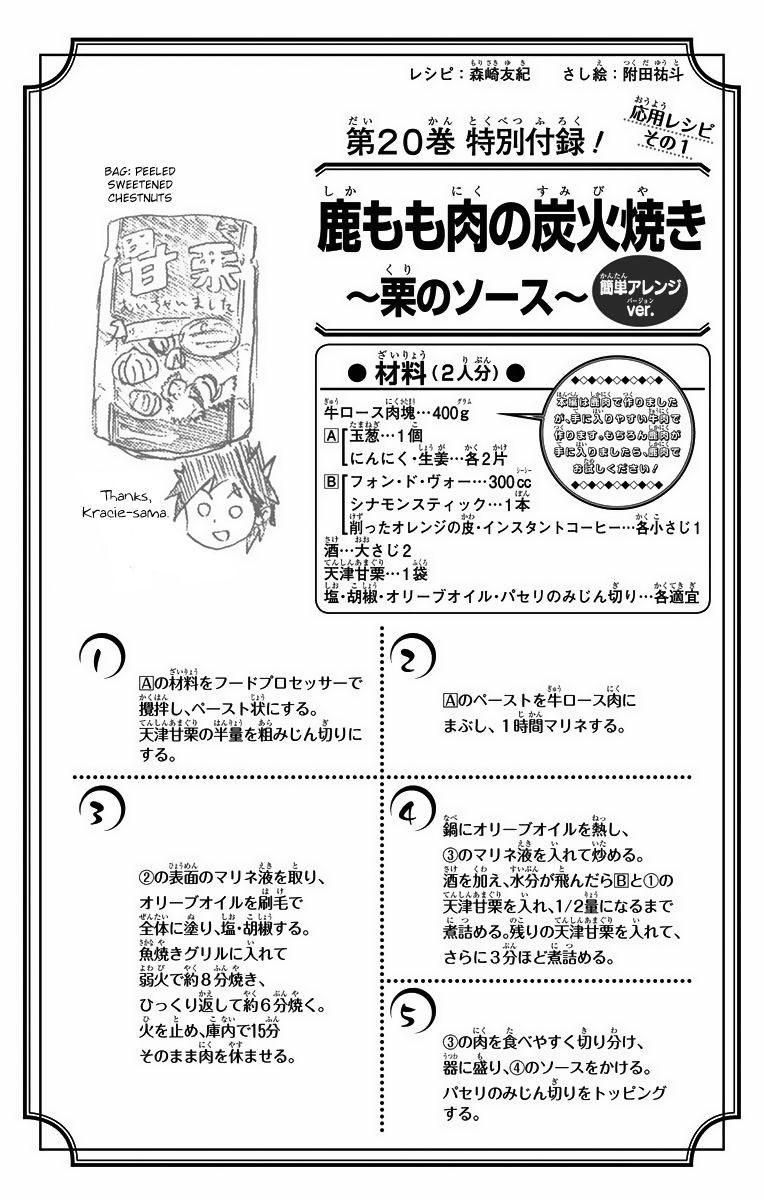 レシピ：森崎友紀　さし絵：附田祐斗
第20巻 特別付録！
応用レシピ
その1
鹿もも肉の炭火焼き
〜栗のソース〜
簡単アレンジ
ver.
BAG: PEELED
SWEETENED
CHESTNUTS
甘栗
むいちゃいました
Thanks,
Kracie-sama.
●材料(2人分)●
牛ロース肉塊…400g
A 玉葱…1個
にんにく・生姜…各2片
B フォン・ド・ヴォー…300cc
シナモンスティック…1本
削ったオレンジの皮・インスタントコーヒー…各小さじ1
酒…大さじ2
天津甘栗…1袋
塩・胡椒・オリーブオイル・パセリのみじん切り…各適宜
本編は鹿肉で作りました
が、手に入りやすい牛肉で
作ります。もちろん鹿肉が
手に入りましたら、鹿肉で
お試しください！
1
Aの材料をフードプロセッサーで
攪拌し、ペースト状にする。
天津甘栗の半量を粗みじん切りに
する。
2
Aのペーストを牛ロース肉に
まぶし、1時間マリネする。
3
②の表面のマリネ液を取り、
オリーブオイルを刷毛で
全体に塗り、塩・胡椒する。
魚焼きグリルに入れて
弱火で約8分焼き、
ひっくり返して約6分焼く。
火を止め、庫内で15分
そのまま肉を休ませる。
4
鍋にオリーブオイルを熱し、
③のマリネ液を入れて炒める。
酒を加え、水分が飛んだらBと①の
天津甘栗を入れ、1/2量になるまで
煮詰める。残りの天津甘栗を入れて、
さらに3分ほど煮詰める。
5
③の肉を食べやすく切り分け、
器に盛り、④のソースをかける。
パセリのみじん切りをトッピング
する。